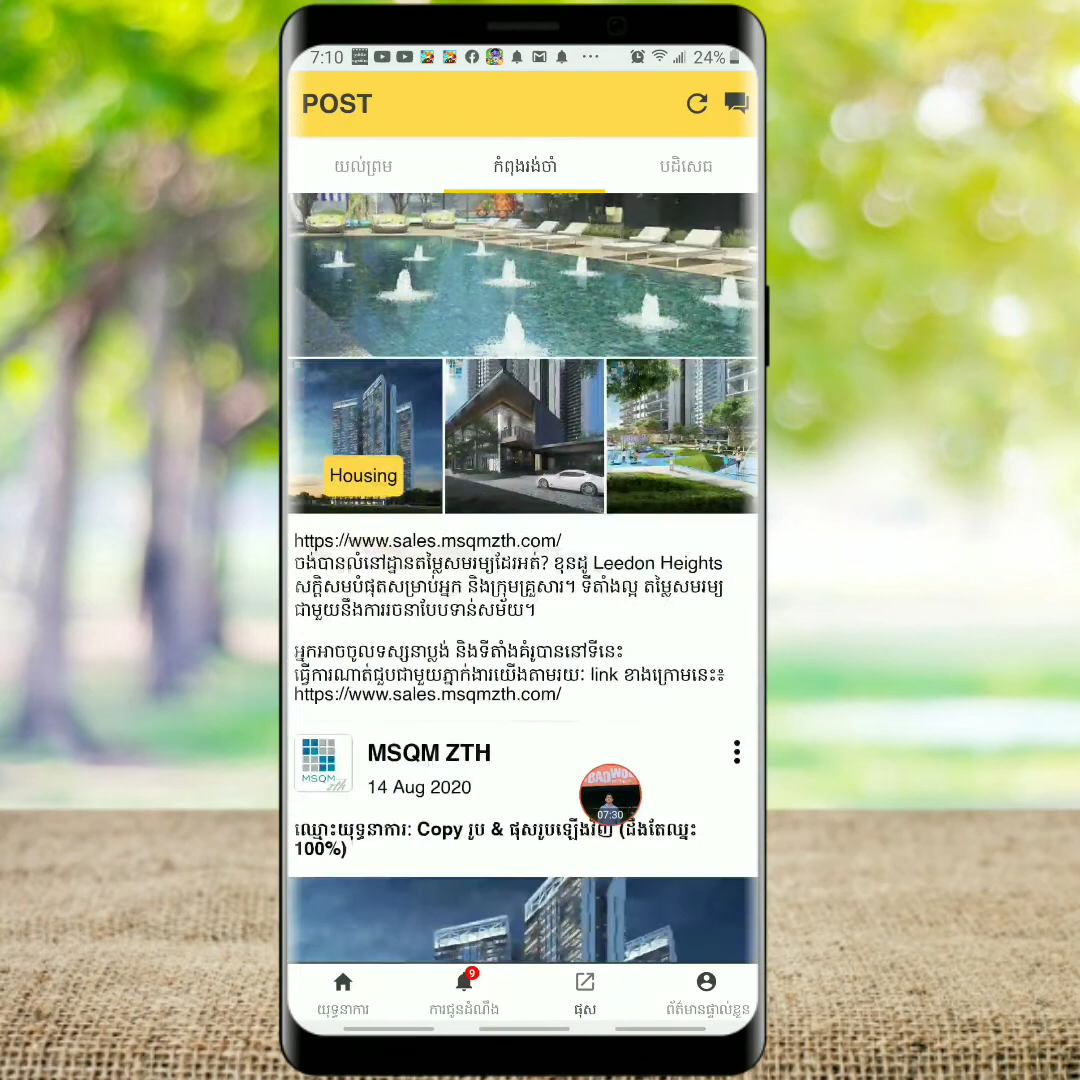 7:10
24%
POST
យល់ព្រម
កំពុងរង់ចាំ
បដិសេធ
Housing
https://www.sales.msqmzth.com/
ចង់បានលំនៅដ្ឋានតម្លៃសមរម្យដែរអត់? ខុនដូ Leedon Heights
សក្តិសមបំផុតសម្រាប់អ្នក និងក្រុមគ្រួសារ។ ទីតាំងល្អ តម្លៃសមរម្យ
ជាមួយនឹងការរចនាបែបទាន់សម័យ។
អ្នកអាចចូលទស្សនាប្លង់ និងទីតាំងគំរូបាននៅទីនេះ
ធ្វើការណាត់ជួបជាមួយភ្នាក់ងារយើងតាមរយៈ link ខាងក្រោមនេះ៖
https://www.sales.msqmzth.com/
MSQM ZTH
MSQM
zth
14 Aug 2020
07:30
ឈ្មោះយុទ្ធនាការ: Copy រូប & ផុសរូបឡើងវិញ (ដឹងតែឈ្នះ
100%)
9
យុទ្ធនាការ
ការជូនដំណឹង
ផុស
ព័ត៌មានផ្ទាល់ខ្លួន